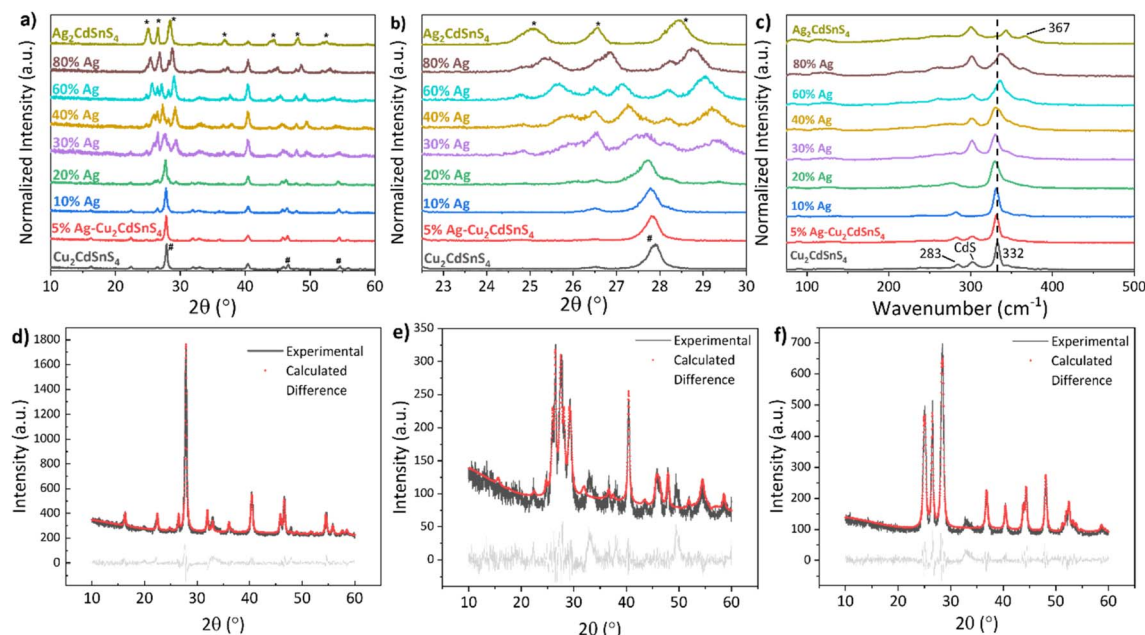 a)
Ag₂CdSnS₄
80% Ag
60% Ag
40% Ag
30% Ag
20% Ag
10% Ag
5% Ag-Cu₂CdSnS₄
Cu₂CdSnS₄
* * * * * * *
# # #
Normalized Intensity (a.u.)
10 20 30 40 50 60
2θ (°)
b)
Ag₂CdSnS₄
80% Ag
60% Ag
40% Ag
30% Ag
20% Ag
10% Ag
5% Ag-Cu₂CdSnS₄
Cu₂CdSnS₄
* * *
#
Normalized Intensity (a.u.)
23 24 25 26 27 28 29 30
2θ (°)
c)
Ag₂CdSnS₄
367
80% Ag
60% Ag
40% Ag
30% Ag
20% Ag
10% Ag
5% Ag-Cu₂CdSnS₄
Cu₂CdSnS₄
283 CdS 332
Normalized Intensity (a.u.)
100 200 300 400 500
Wavenumber (cm⁻¹)
d)
Experimental
Calculated
Difference
Intensity (a.u.)
1800
1600
1400
1200
1000
800
600
400
200
0
10 20 30 40 50 60
2θ (°)
e)
Experimental
Calculated
Difference
Intensity (a.u.)
350
300
250
200
150
100
50
0
10 20 30 40 50 60
2θ (°)
f)
Experimental
Calculated
Difference
Intensity (a.u.)
700
600
500
400
300
200
100
0
10 20 30 40 50 60
2θ (°)